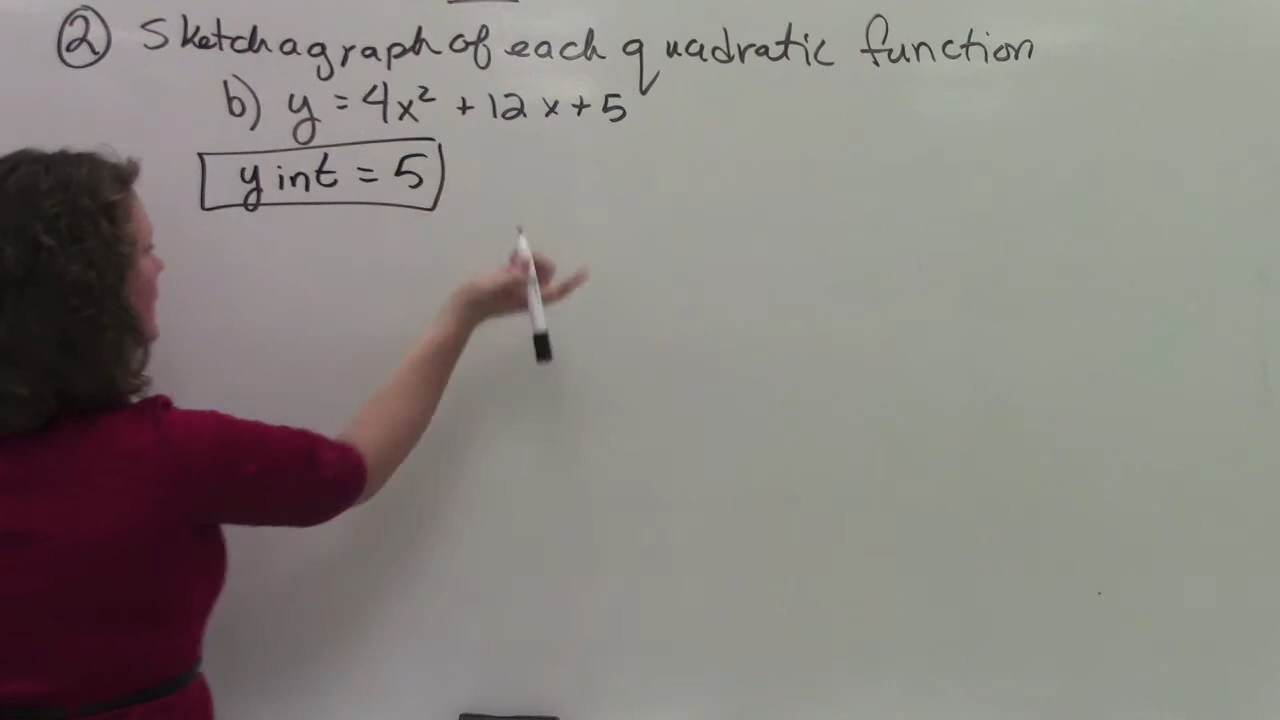 ② Sketch a graph of each quadratic function
b) y = 4x² + 12x + 5
y int = 5